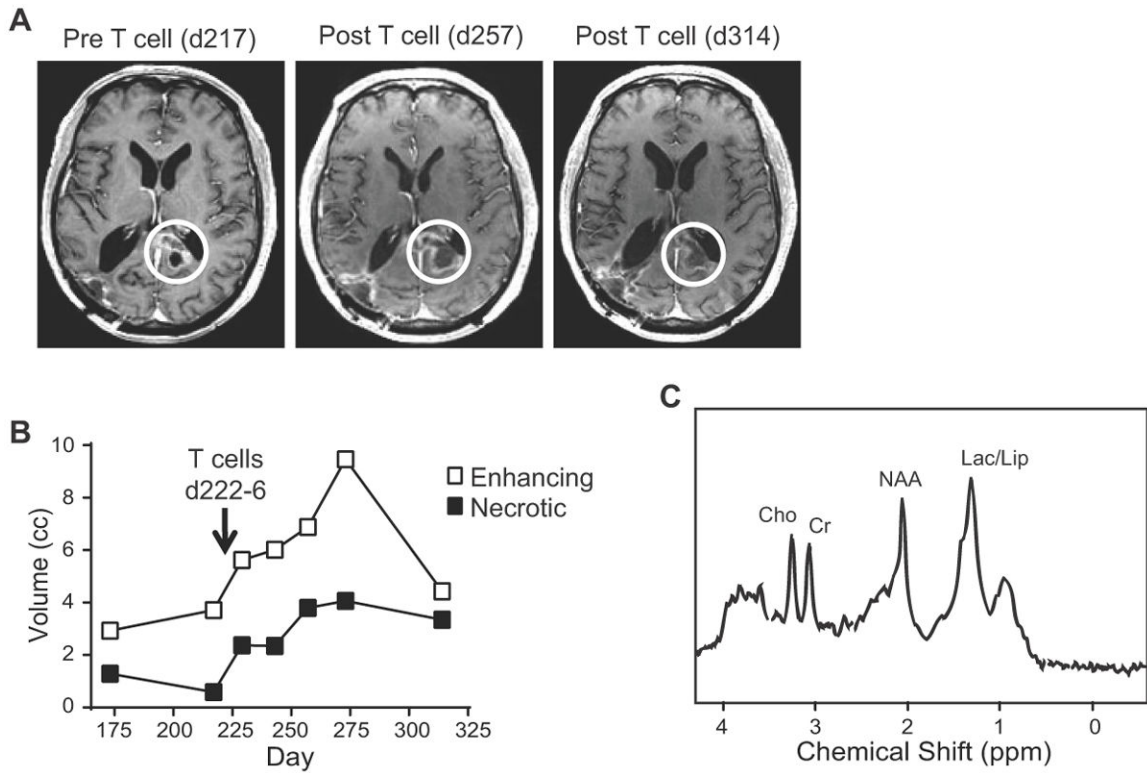 A
Pre T cell (d217)
Post T cell (d257)
Post T cell (d314)
B
Volume (cc)
10
8
6
4
2
0
T cells
d222-6
Enhancing
Necrotic
175
200
225
250
275
300
325
Day
C
Cho
Cr
NAA
Lac/Lip
4
3
2
1
0
Chemical Shift (ppm)